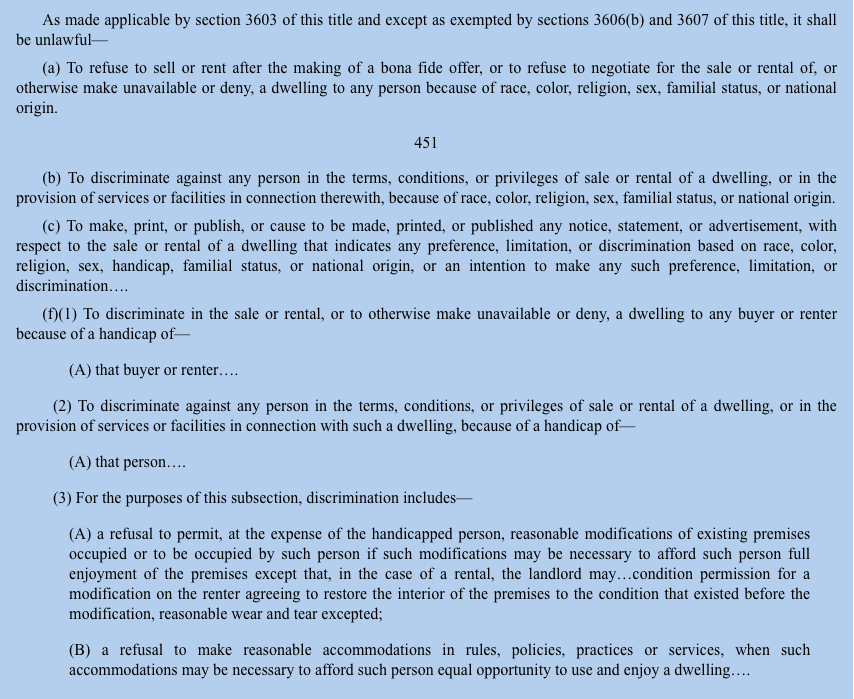 As made applicable by section 3603 of this title and except as exempted by sections 3606(b) and 3607 of this title, it shall
be unlawful—
(a) To refuse to sell or rent after the making of a bona fide offer, or to refuse to negotiate for the sale or rental of, or
otherwise make unavailable or deny, a dwelling to any person because of race, color, religion, sex, familial status, or national
origin.
451
(b) To discriminate against any person in the terms, conditions, or privileges of sale or rental of a dwelling, or in the
provision of services or facilities in connection therewith, because of race, color, religion, sex, familial status, or national origin.
(c) To make, print, or publish, or cause to be made, printed, or published any notice, statement, or advertisement, with
respect to the sale or rental of a dwelling that indicates any preference, limitation, or discrimination based on race, color,
religion, sex, handicap, familial status, or national origin, or an intention to make any such preference, limitation, or
discrimination….
(f)(1) To discriminate in the sale or rental, or to otherwise make unavailable or deny, a dwelling to any buyer or renter
because of a handicap of—
(A) that buyer or renter….
(2) To discriminate against any person in the terms, conditions, or privileges of sale or rental of a dwelling, or in the
provision of services or facilities in connection with such a dwelling, because of a handicap of—
(A) that person….
(3) For the purposes of this subsection, discrimination includes—
(A) a refusal to permit, at the expense of the handicapped person, reasonable modifications of existing premises
occupied or to be occupied by such person if such modifications may be necessary to afford such person full
enjoyment of the premises except that, in the case of a rental, the landlord may…condition permission for a
modification on the renter agreeing to restore the interior of the premises to the condition that existed before the
modification, reasonable wear and tear excepted;
(B) a refusal to make reasonable accommodations in rules, policies, practices or services, when such
accommodations may be necessary to afford such person equal opportunity to use and enjoy a dwelling….